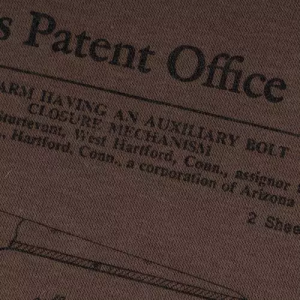 s Patent Office
ARM HAVING AN AUXILIARY BOLT
CLOSURE MECHANISM
Sturtevant, West Hartford, Conn., assignor
Hartford, Conn., a corporation of Arizona
2 Shee